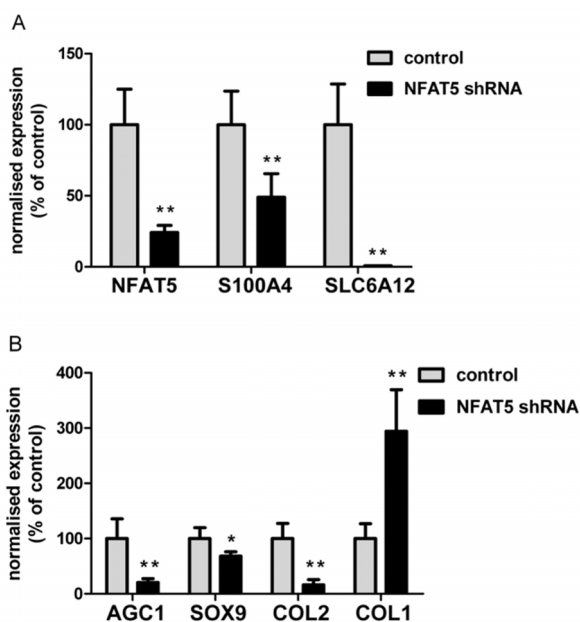 A
normalised expression
(% of control)
150
100
50
0
control
NFAT5 shRNA
**
**
**
NFAT5 S100A4 SLC6A12
B
normalised expression
(% of control)
400
300
200
100
0
control
NFAT5 shRNA
**
*
**
**
AGC1 SOX9 COL2 COL1